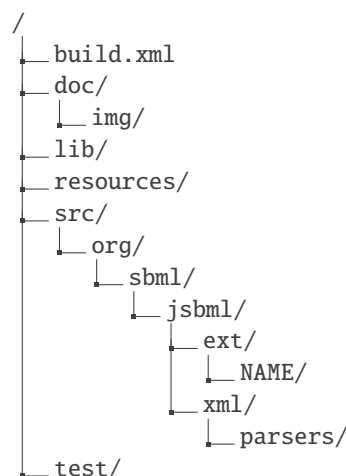 /
build.xml
doc/
img/
lib/
resources/
src/
org/
sbml/
jsbml/
ext/
NAME/
xml/
parsers/
test/